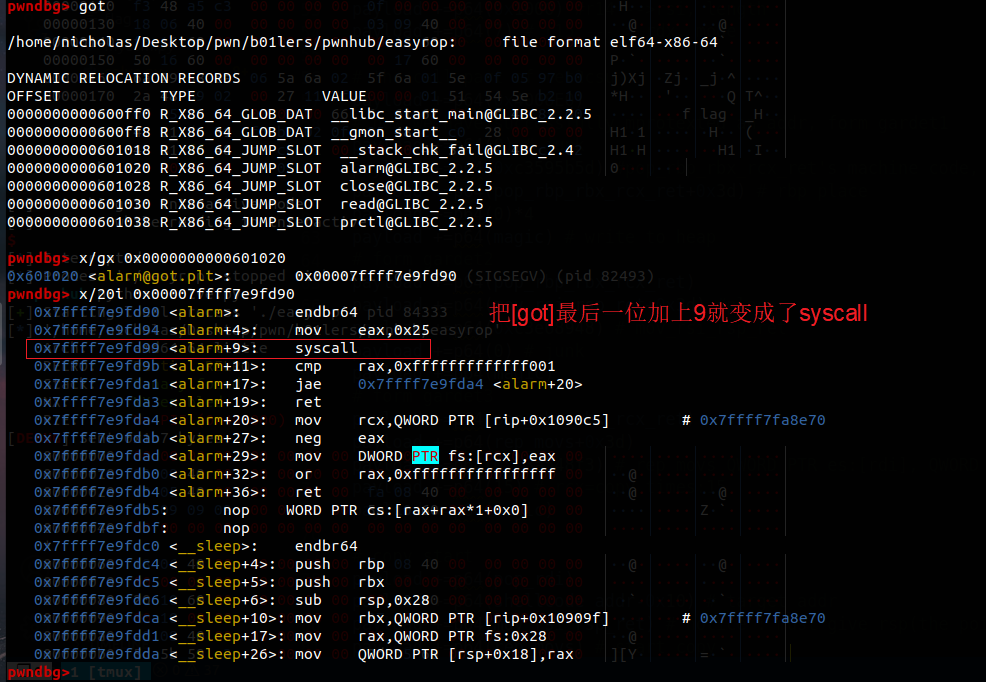 pwndbg> got
/home/nicholas/Desktop/pwn/b01lers/pwnhub/easyrop:     file format elf64-x86-64
DYNAMIC RELOCATION RECORDS
OFFSET           TYPE              VALUE
0000000000600ff0 R_X86_64_GLOB_DAT  __libc_start_main@GLIBC_2.2.5
0000000000600ff8 R_X86_64_GLOB_DAT  __gmon_start__
0000000000601018 R_X86_64_JUMP_SLOT  __stack_chk_fail@GLIBC_2.4
0000000000601020 R_X86_64_JUMP_SLOT  alarm@GLIBC_2.2.5
0000000000601028 R_X86_64_JUMP_SLOT  close@GLIBC_2.2.5
0000000000601030 R_X86_64_JUMP_SLOT  read@GLIBC_2.2.5
0000000000601038 R_X86_64_JUMP_SLOT  prctl@GLIBC_2.2.5
pwndbg> x/gx 0x0000000000601020
0x601020 <alarm@got.plt>:       0x00007ffff7e9fd90
pwndbg> x/20i 0x00007ffff7e9fd90
0x7ffff7e9fd90 <alarm>:      endbr64
把[got]最后一位加上9就变成了syscall
0x7ffff7e9fd94 <alarm+4>:    mov    eax,0x25
0x7ffff7e9fd99 <alarm+9>:    syscall
0x7ffff7e9fd9b <alarm+11>:   cmp    rax,0xfffffffffffff001
0x7ffff7e9fda1 <alarm+17>:   jae    0x7ffff7e9fda4 <alarm+20>
0x7ffff7e9fda3 <alarm+19>:   ret
0x7ffff7e9fda4 <alarm+20>:   mov    rcx,QWORD PTR [rip+0x1090c5]        # 0x7ffff7fa8e70
0x7ffff7e9fdab <alarm+27>:   neg    eax
0x7ffff7e9fdad <alarm+29>:   mov    DWORD PTR fs:[rcx],eax
0x7ffff7e9fdb0 <alarm+32>:   or     rax,0xffffffffffffffff
0x7ffff7e9fdb4 <alarm+36>:   ret
0x7ffff7e9fdb5:      nop    WORD PTR cs:[rax+rax*1+0x0]
0x7ffff7e9fdbf:      nop
0x7ffff7e9fdc0 <__sleep>:    endbr64
0x7ffff7e9fdc4 <__sleep+4>:  push   rbp
0x7ffff7e9fdc5 <__sleep+5>:  push   rbx
0x7ffff7e9fdc6 <__sleep+6>:  sub    rsp,0x28
0x7ffff7e9fdca <__sleep+10>: mov    rbx,QWORD PTR [rip+0x10909f]        # 0x7ffff7fa8e70
0x7ffff7e9fdd1 <__sleep+17>: mov    rax,QWORD PTR fs:0x28
0x7ffff7e9fdda <__sleep+26>: mov    QWORD PTR [rsp+0x18],rax
pwndbg>